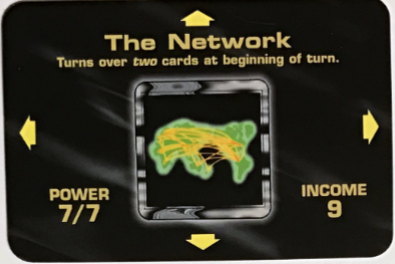 The Network
Turns over two cards at beginning of turn.
POWER
7/7
INCOME
9